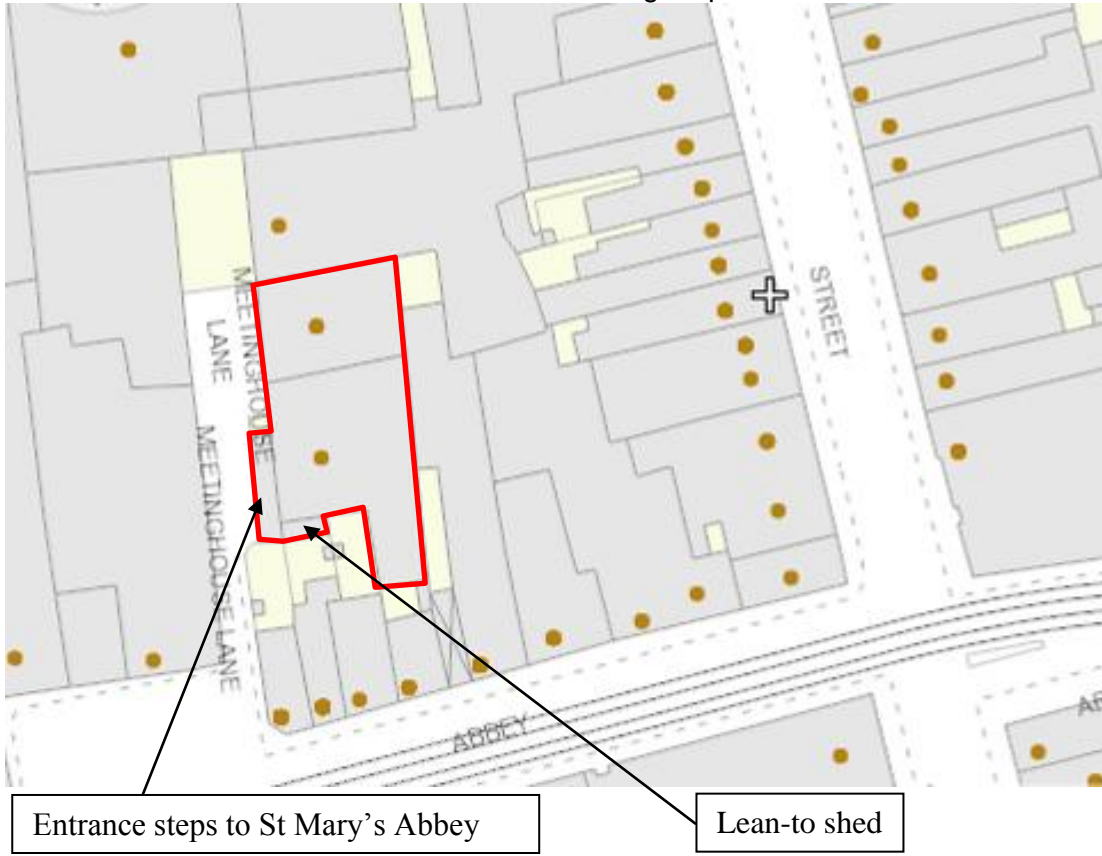 MEETINGHOUSE
LANE
MEETINGHOUSE LANE
STREET
ABBEY
Entrance steps to St Mary's Abbey
Lean-to shed